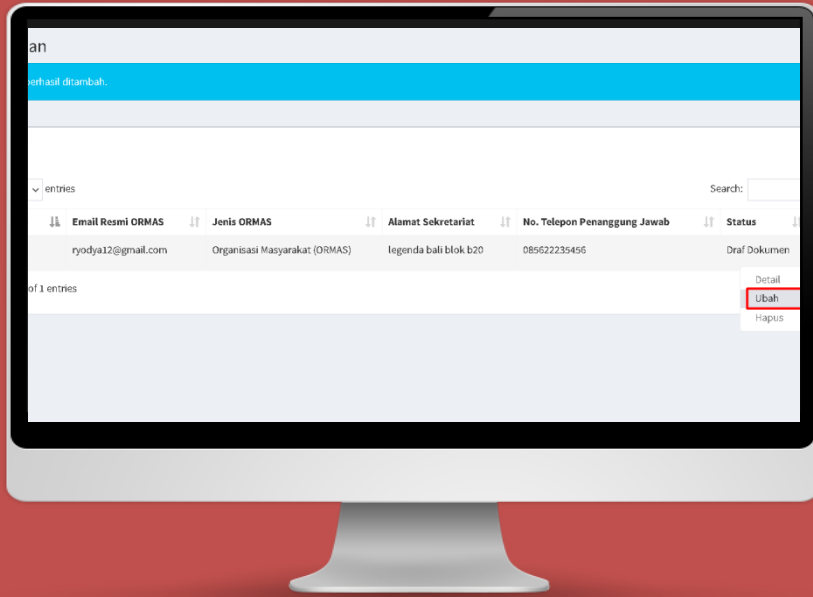 an
berhasil ditambah.
entries
Search:
Email Resmi ORMAS Jenis ORMAS Alamat Sekretariat No. Telepon Penanggung Jawab Status
ryodya12@gmail.com Organisasi Masyarakat (ORMAS) legenda bali blok b20 085622235456 Draf Dokumen
of 1 entries
Detail
Ubah
Hapus